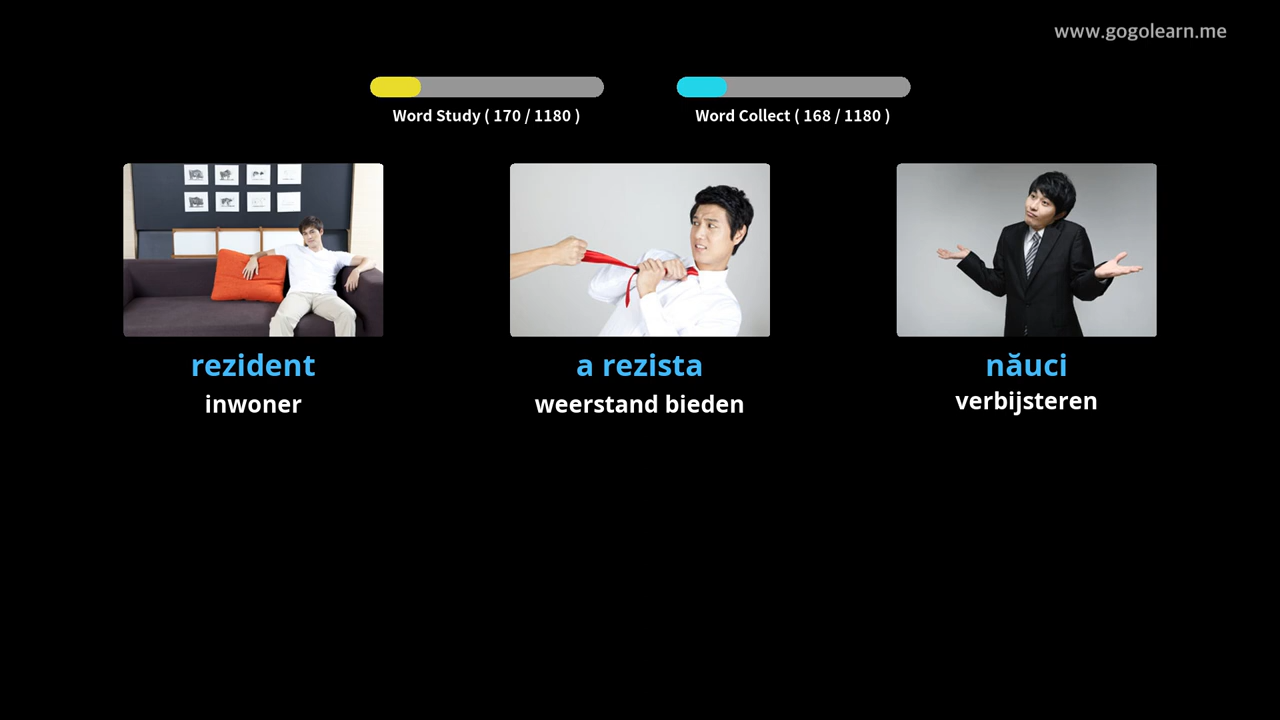 www.gogolearn.me
Word Study ( 170 / 1180 )
Word Collect ( 168 / 1180 )
rezident
inwoner
a rezista
weerstand bieden
năuci
verbijsteren